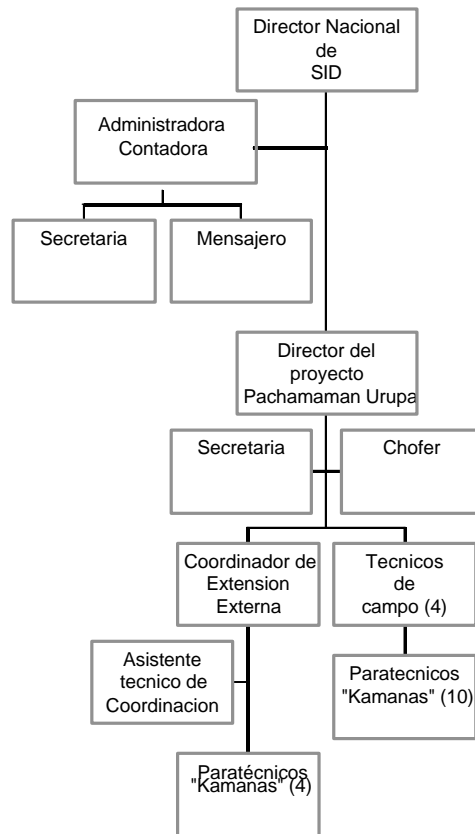 Director Nacional
de
SID
Administradora
Contadora
Secretaria
Mensajero
Director del
proyecto
Pachamaman Urupa
Secretaria
Chofer
Coordinador de
Extension
Externa
Tecnicos
de
campo (4)
Asistente
tecnico de
Coordinacion
Paratecnicos
"Kamanas" (10)
Paratécnicos
"Kamanas" (4)